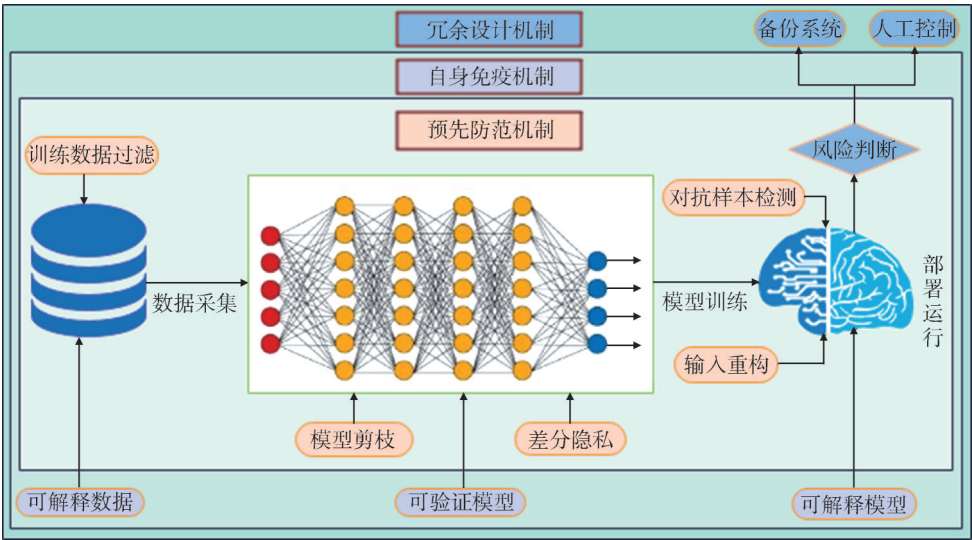 冗余设计机制
备份系统
人工控制
自身免疫机制
预先防范机制
训练数据过滤
风险判断
对抗样本检测
数据采集
模型训练
部署运行
输入重构
模型剪枝
差分隐私
可解释数据
可验证模型
可解释模型